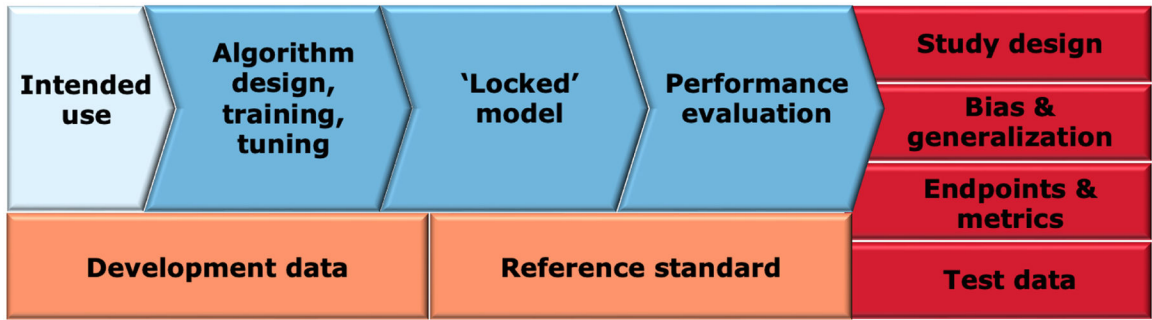 Intended
use
Algorithm
design,
training,
tuning
‘Locked’
model
Performance
evaluation
Study design
Bias &
generalization
Endpoints &
metrics
Test data
Development data
Reference standard